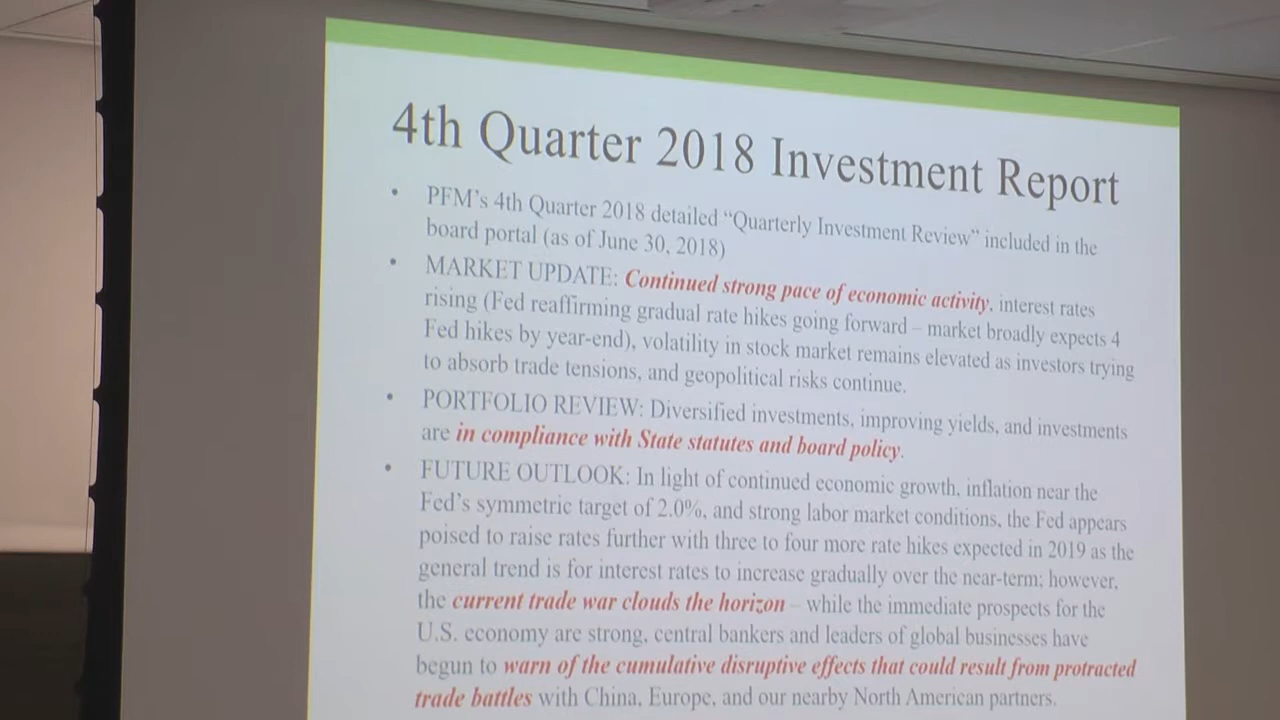 4th Quarter 2018 Investment Report
• PFM's 4th Quarter 2018 detailed "Quarterly Investment Review" included in the
board portal (as of June 30, 2018)
• MARKET UPDATE: Continued strong pace of economic activity, interest rates
rising (Fed reaffirming gradual rate hikes going forward – market broadly expects 4
Fed hikes by year-end), volatility in stock market remains elevated as investors trying
to absorb trade tensions, and geopolitical risks continue.
• PORTFOLIO REVIEW: Diversified investments, improving yields, and investments
are in compliance with State statutes and board policy.
• FUTURE OUTLOOK: In light of continued economic growth, inflation near the
Fed's symmetric target of 2.0%, and strong labor market conditions, the Fed appears
poised to raise rates further with three to four more rate hikes expected in 2019 as the
general trend is for interest rates to increase gradually over the near-term; however,
the current trade war clouds the horizon – while the immediate prospects for the
U.S. economy are strong, central bankers and leaders of global businesses have
begun to warn of the cumulative disruptive effects that could result from protracted
trade battles with China, Europe, and our nearby North American partners.